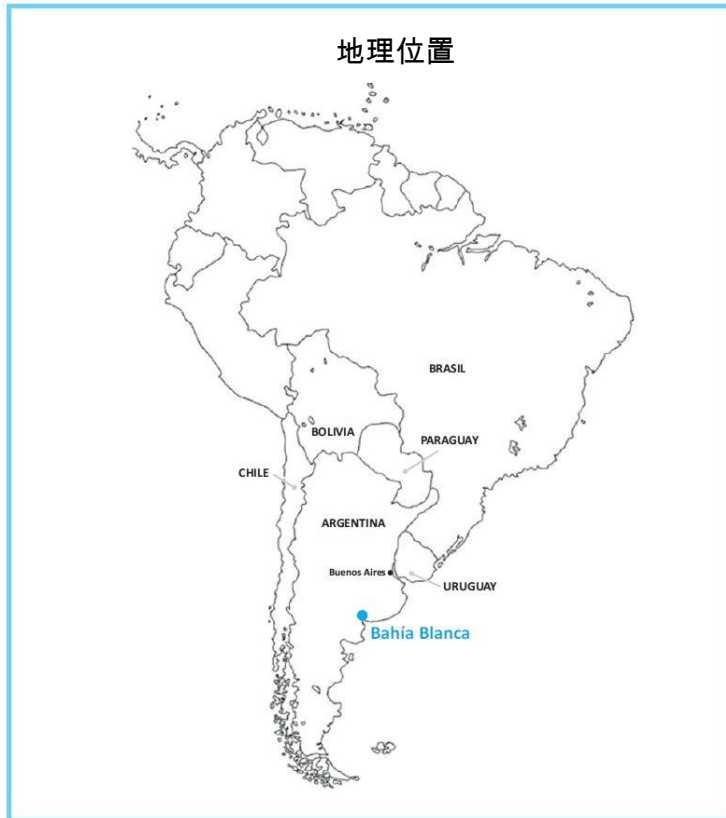 地理位置
BRASIL
BOLIVIA
PARAGUAY
CHILE
ARGENTINA
Buenos Aires
URUGUAY
Bahía Blanca